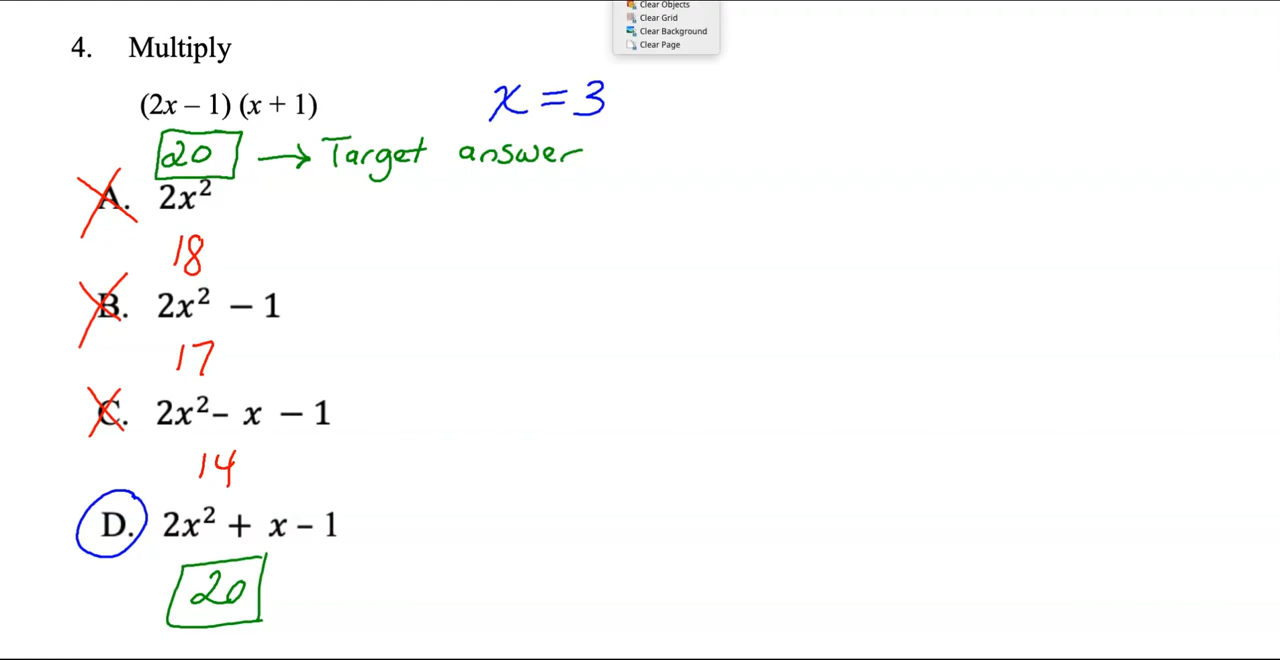 Clear Objects
Clear Grid
Clear Background
Clear Page
4. Multiply
(2x – 1) (x + 1)
x = 3
20 → Target answer
A. 2x²
18
B. 2x² − 1
17
C. 2x²− x − 1
14
D. 2x² + x − 1
20